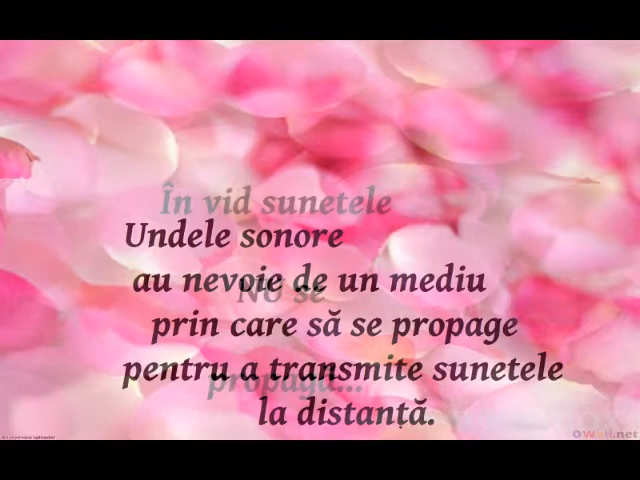 În vid sunetele
Undele sonore
au nevoie de un mediu
NU se
prin care să se propage
pentru a transmite sunetele
propagă...
la distanță.